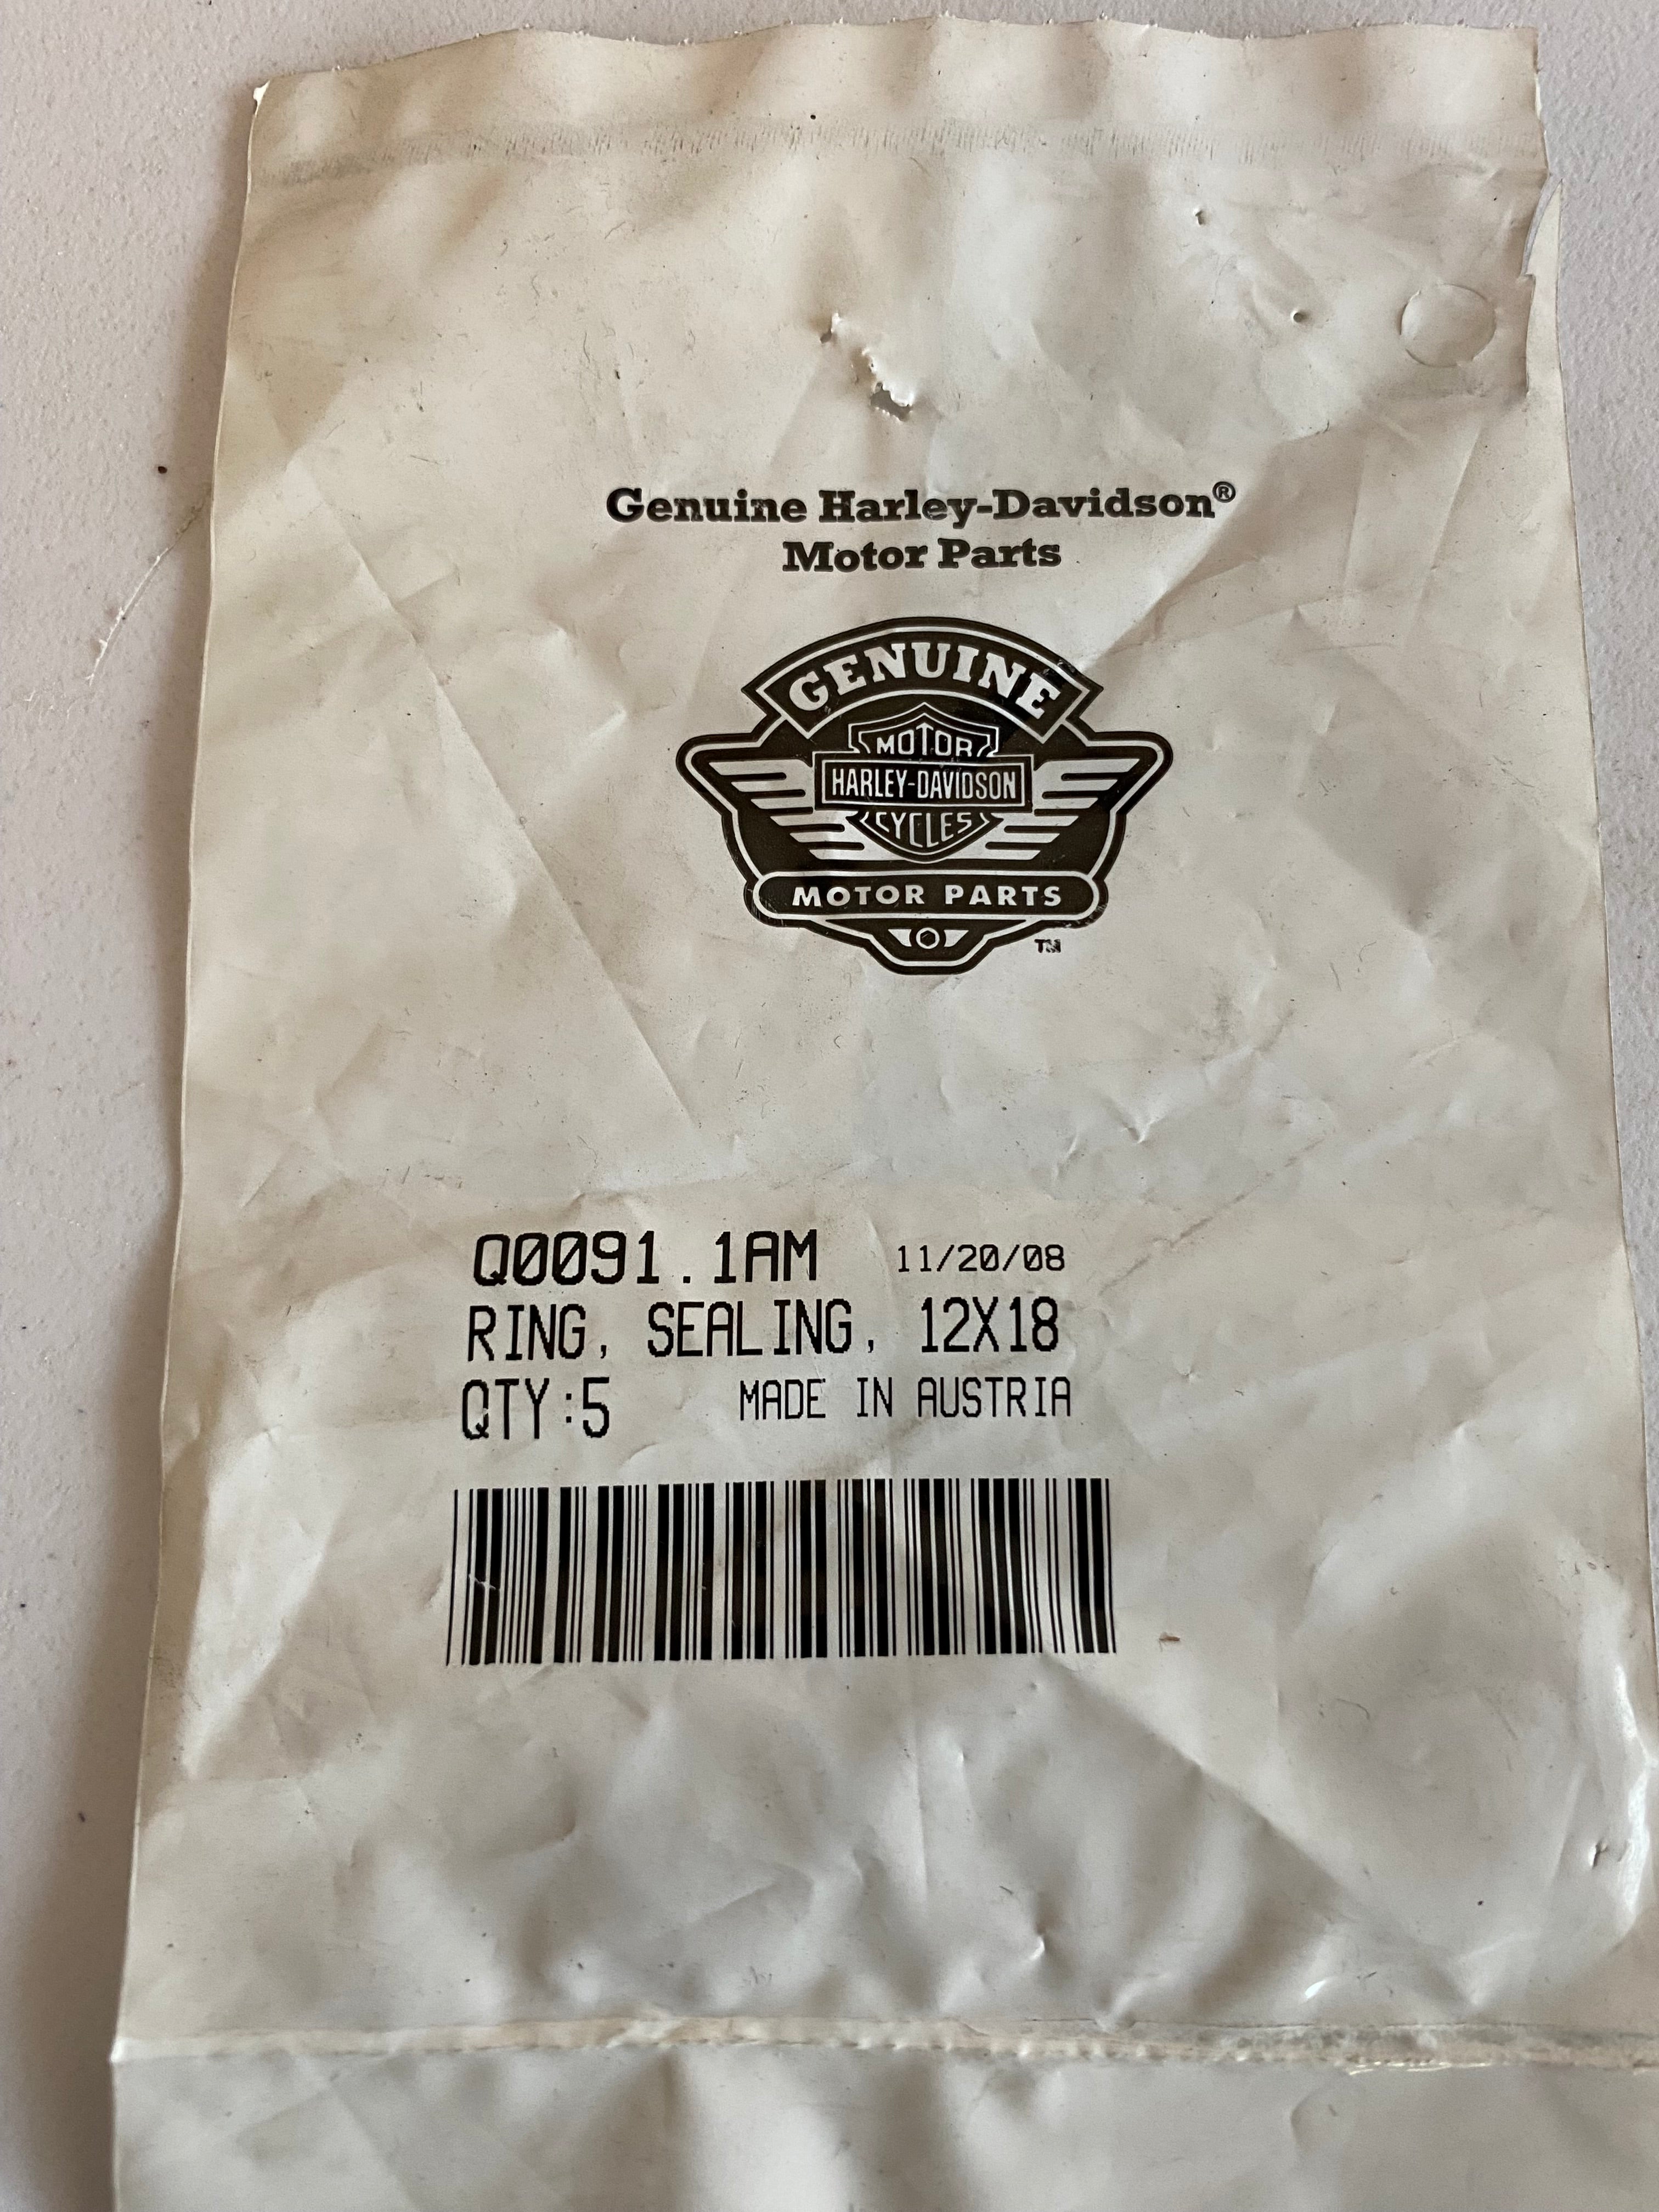 Genuine Harley-Davidson®
Motor Parts
GENUINE
MOTOR
HARLEY-DAVIDSON
CYCLES
MOTOR PARTS
TM
Q0091.1AM 11/20/08
RING, SEALING, 12X18
QTY:5 MADE IN AUSTRIA